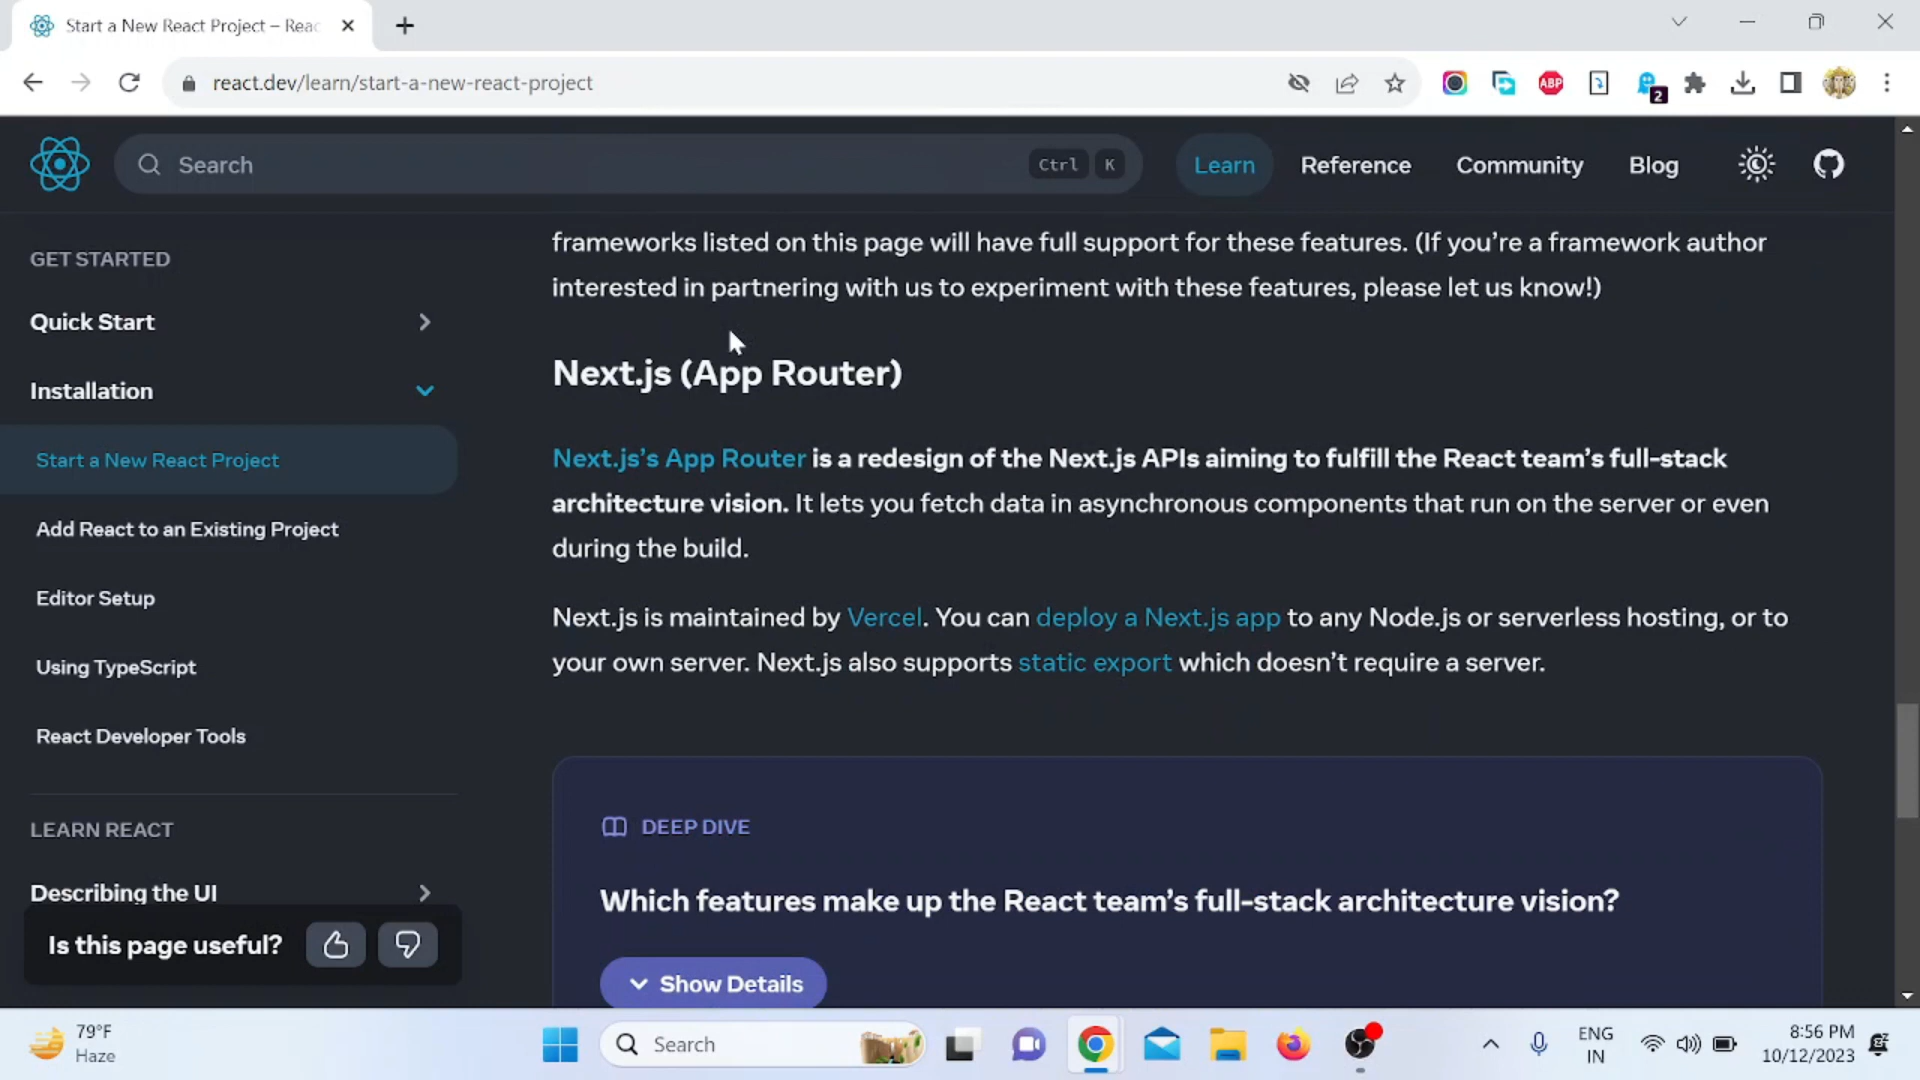 Start a New React Project – Reac
react.dev/learn/start-a-new-react-project
ABP
2
Search
Ctrl K
Learn
Reference
Community
Blog
GET STARTED
Quick Start
Installation
Start a New React Project
Add React to an Existing Project
Editor Setup
Using TypeScript
React Developer Tools
LEARN REACT
Describing the UI
Is this page useful?
frameworks listed on this page will have full support for these features. (If you’re a framework author
interested in partnering with us to experiment with these features, please let us know!)
Next.js (App Router)
Next.js’s App Router is a redesign of the Next.js APIs aiming to fulfill the React team’s full-stack
architecture vision. It lets you fetch data in asynchronous components that run on the server or even
during the build.
Next.js is maintained by Vercel. You can deploy a Next.js app to any Node.js or serverless hosting, or to
your own server. Next.js also supports static export which doesn’t require a server.
DEEP DIVE
Which features make up the React team’s full-stack architecture vision?
Show Details
79°F
Haze
Search
ENG
IN
8:56 PM
10/12/2023